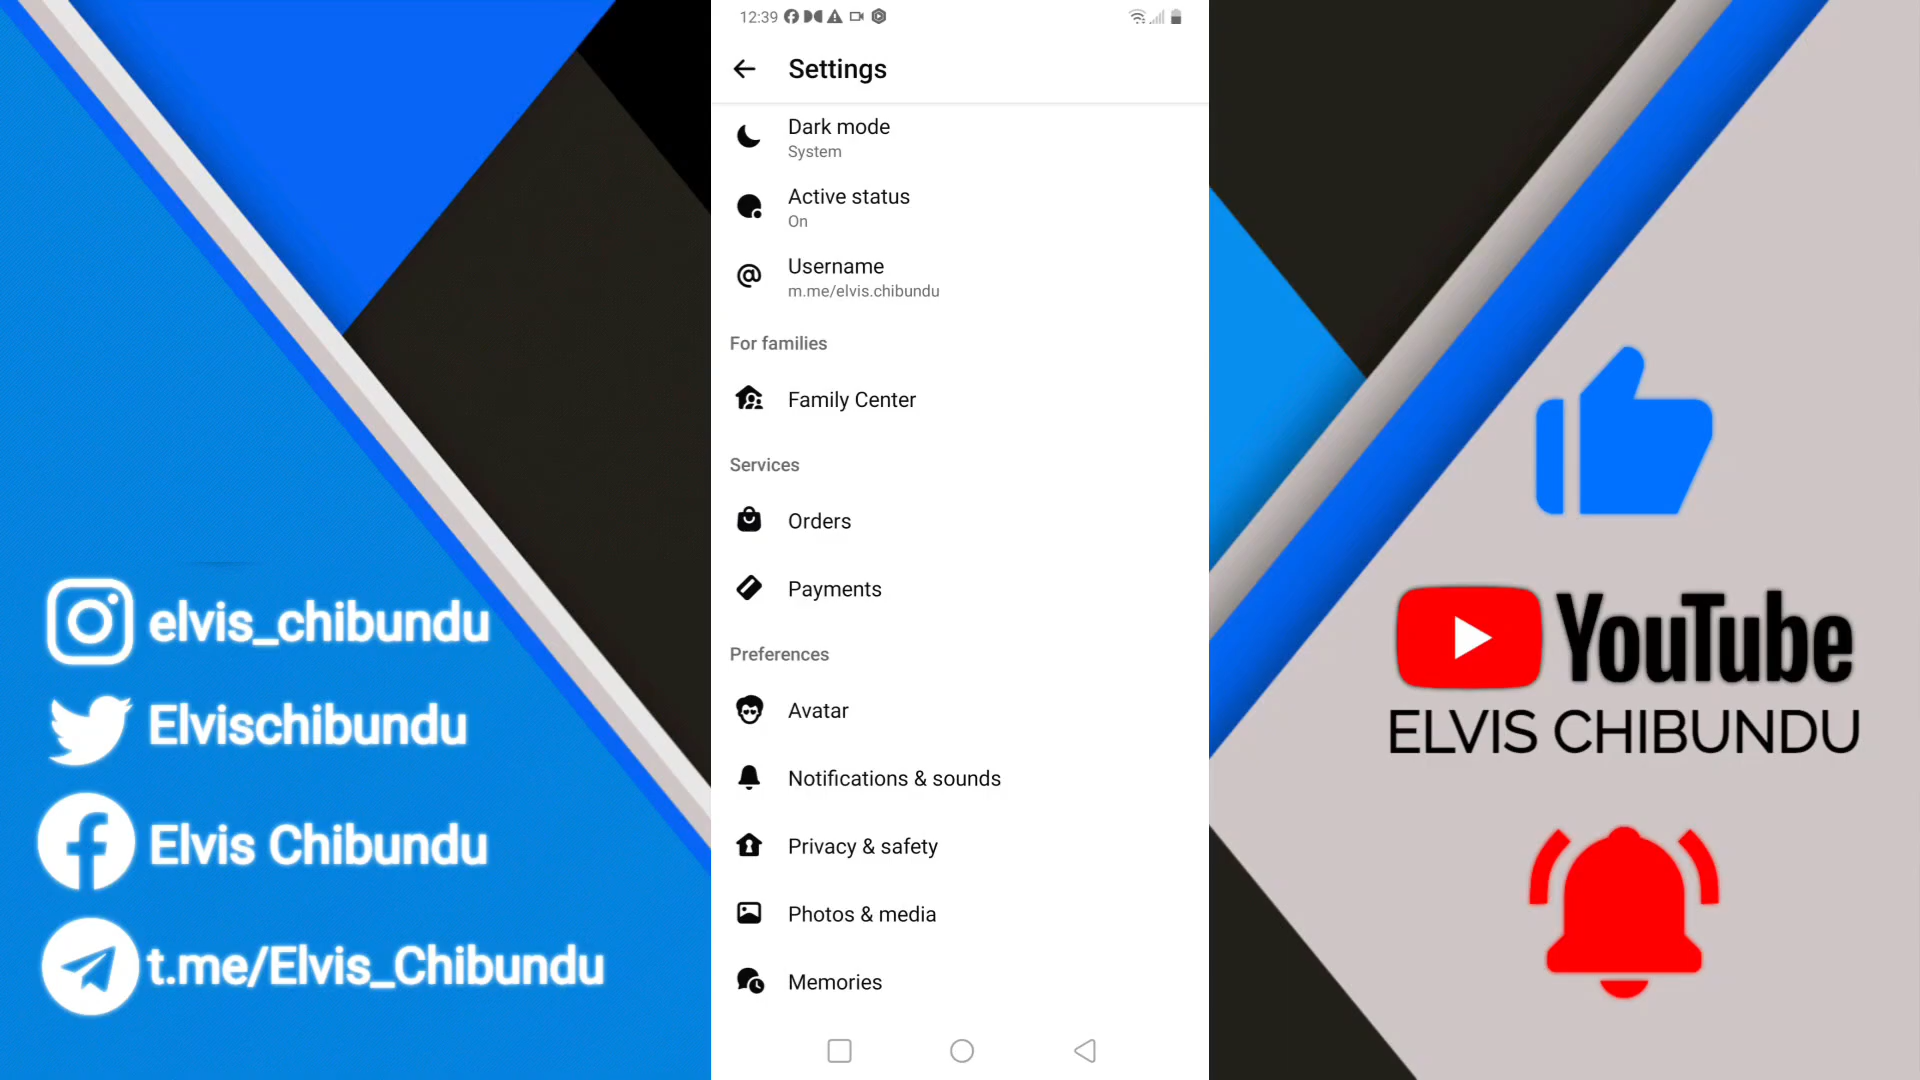 12:39
Settings
Dark mode
System
Active status
On
Username
m.me/elvis.chibundu
For families
Family Center
Services
Orders
Payments
Preferences
Avatar
Notifications & sounds
Privacy & safety
Photos & media
Memories
elvis_chibundu
Elvischibundu
Elvis Chibundu
t.me/Elvis_Chibundu
YouTube
ELVIS CHIBUNDU